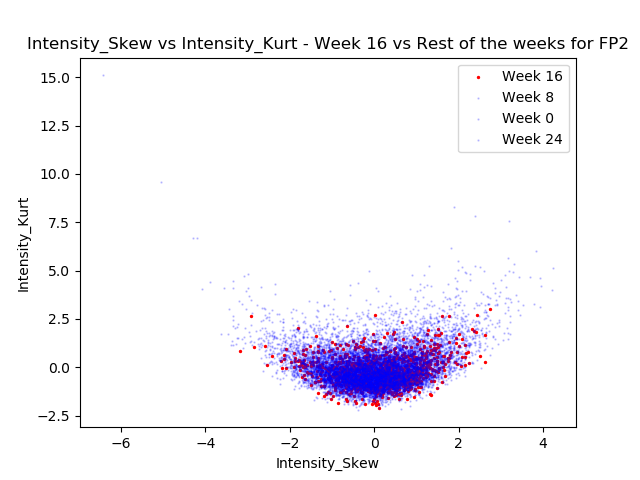 Intensity_Skew vs Intensity_Kurt - Week 16 vs Rest of the weeks for FP2
Week 16
Week 8
Week 0
Week 24
15.0
12.5
10.0
7.5
5.0
2.5
0.0
−2.5
Intensity_Kurt
−6
−4
−2
0
2
4
Intensity_Skew